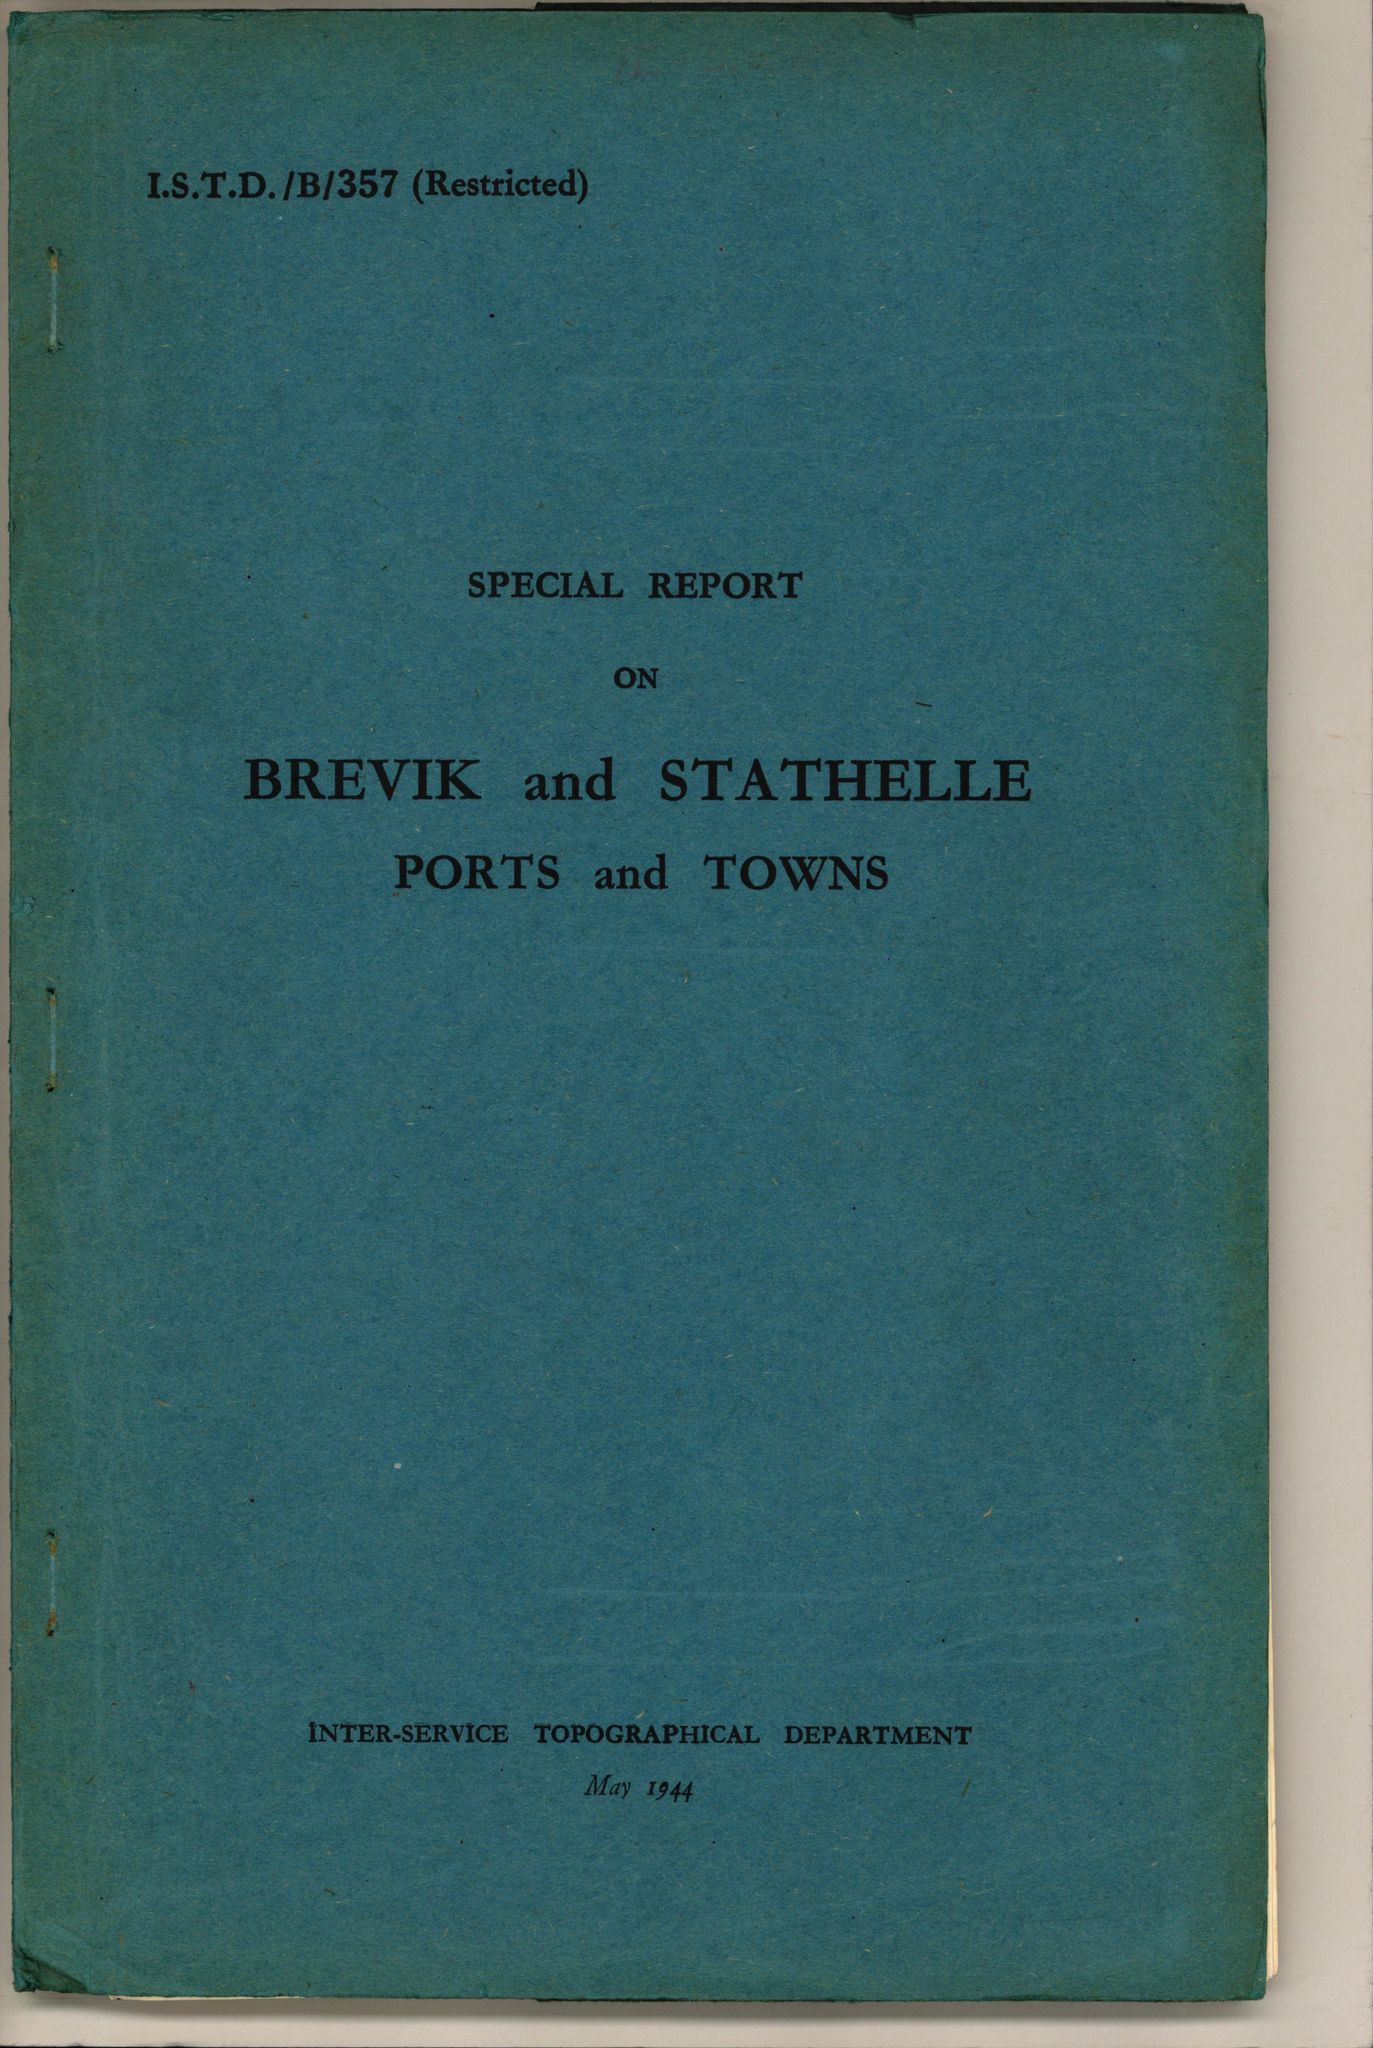 I.S.T.D./B/357 (Restricted)
SPECIAL REPORT
ON
BREVIK and STATHELLE
PORTS and TOWNS
INTER-SERVICE TOPOGRAPHICAL DEPARTMENT
May 1944